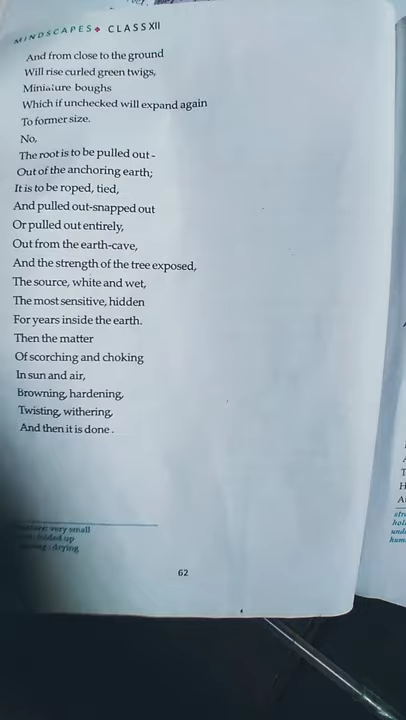 MINDSCAPES◆ CLASS XII
And from close to the ground
Will rise curled green twigs,
Miniature boughs
Which if unchecked will expand again
To former size.
No,
The root is to be pulled out-
Out of the anchoring earth;
It is to be roped, tied,
And pulled out-snapped out
Or pulled out entirely,
Out from the earth-cave,
And the strength of the tree exposed,
The source, white and wet,
The most sensitive, hidden
For years inside the earth.
Then the matter
Of scorching and choking
In sun and air,
Browning, hardening,
Twisting, withering,
And then it is done.
very small
folded up
: drying
62